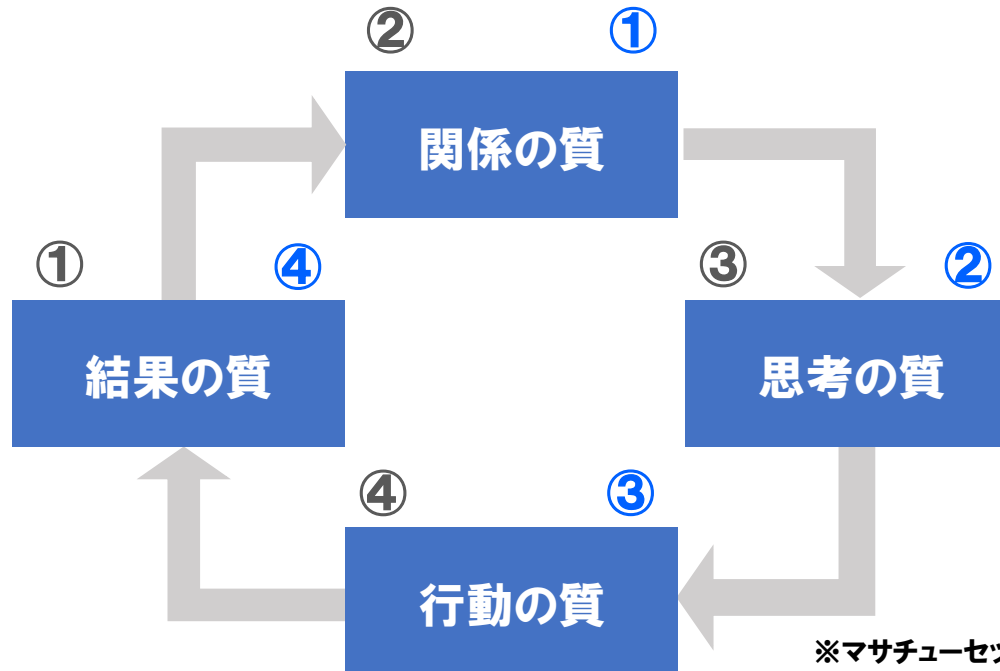 ② ①
関係の質
① ④
結果の質
③ ②
思考の質
④ ③
行動の質
※マサチューセッ